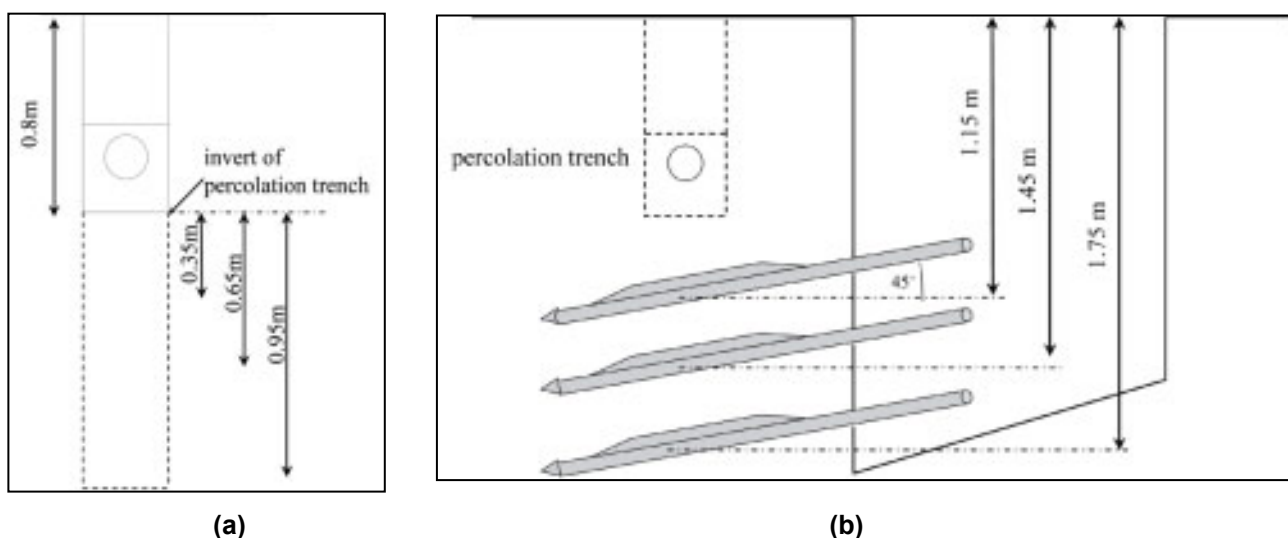 0.8m
invert of
percolation trench
0.35m
0.65m
0.95m
(a)
percolation trench
45°
1.15 m
1.45 m
1.75 m
(b)